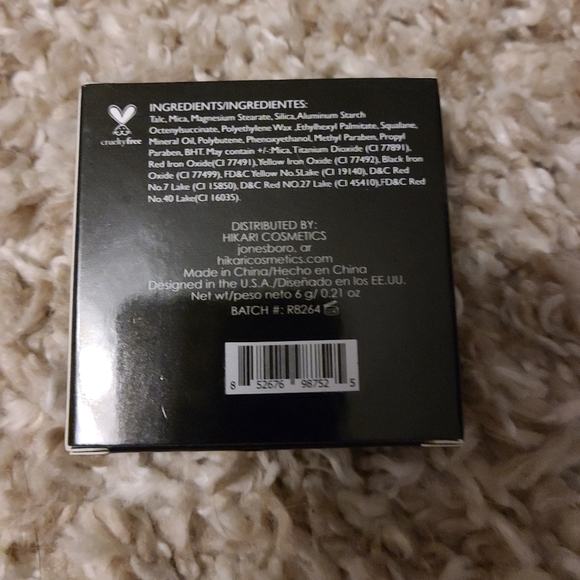 cruelty free
INGREDIENTS/INGREDIENTES:
Talc, Mica, Magnesium Stearate, Silica, Aluminum Starch
Octenylsuccinate, Polyethylene Wax ,Ethylhexyl Palmitate, Squalane,
Mineral Oil, Polybutene, Phenoxyethanol, Methyl Paraben, Propyl
Paraben, BHT. May contain +/-:Mica,Titanium Dioxide (CI 77891),
Red Iron Oxide(CI 77491),Yellow Iron Oxide (CI 77492), Black Iron
Oxide (CI 77499), FD&C Yellow No.5Lake (CI 19140), D&C Red
No.7 Lake (CI 15850), D&C Red NO.27 Lake (CI 45410),FD&C Red
No.40 Lake(CI 16035).
DISTRIBUTED BY:
HIKARI COSMETICS
jonesboro, ar
hikaricosmetics.com
Made in China/Hecho en China
Designed in the U.S.A./Diseñado en los EE.UU.
Net wt/peso neto 6 g/ 0.21 oz
BATCH #: R8264
8 52676 98752 5